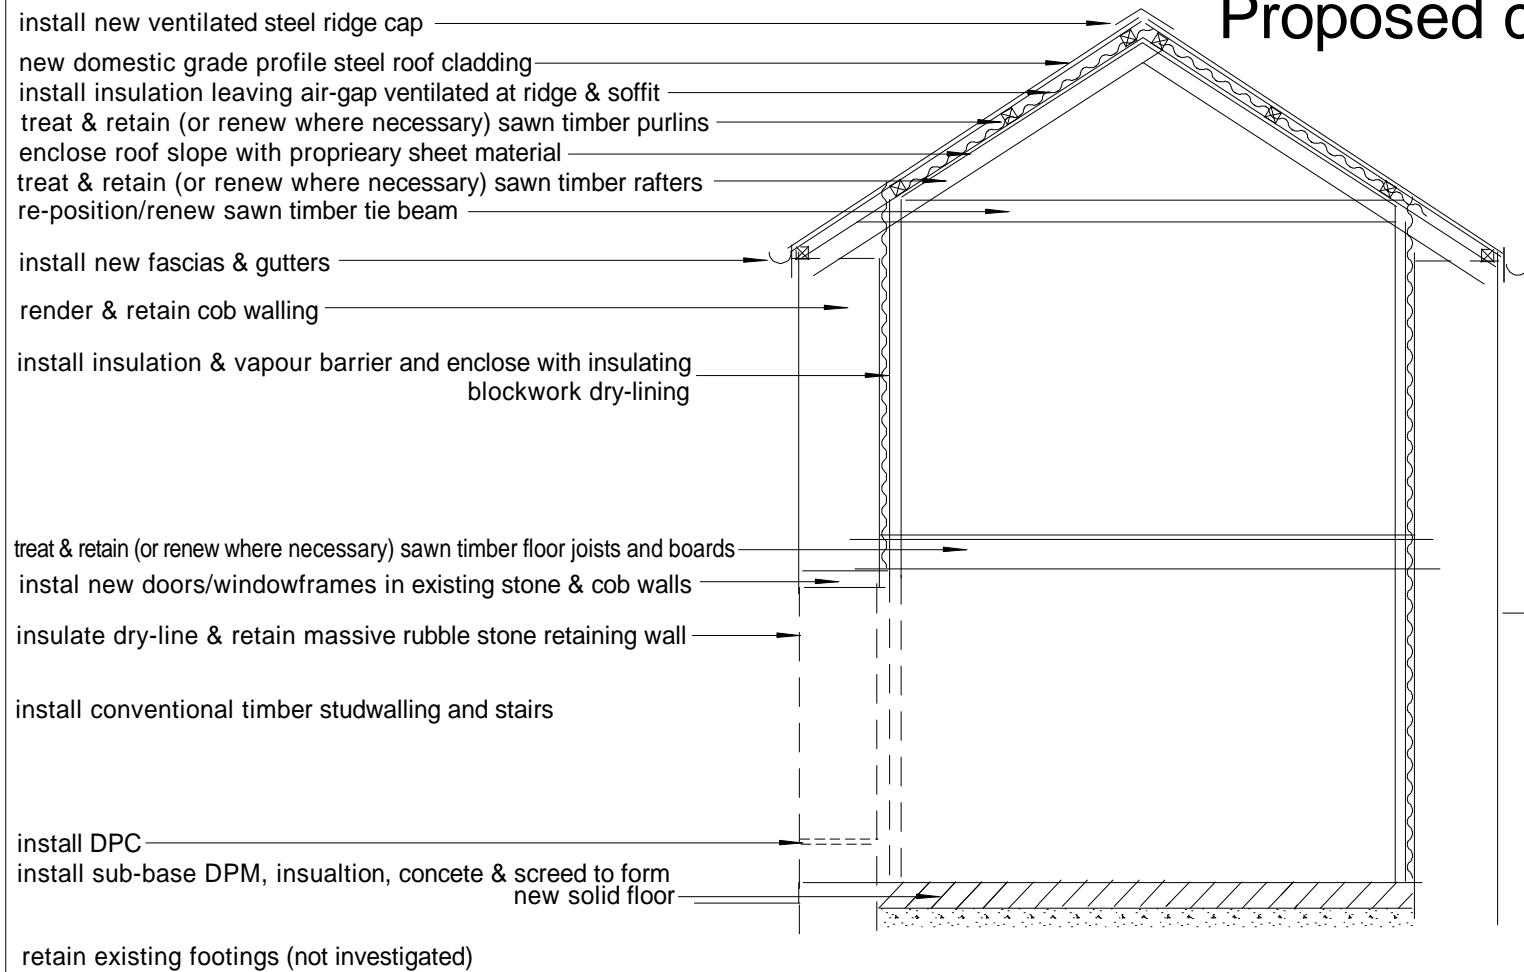 Proposed
install new ventilated steel ridge cap
new domestic grade profile steel roof cladding
install insulation leaving air-gap ventilated at ridge & soffit
treat & retain (or renew where necessary) sawn timber purlins
enclose roof slope with proprieary sheet material
treat & retain (or renew where necessary) sawn timber rafters
re-position/renew sawn timber tie beam
install new fascias & gutters
render & retain cob walling
install insulation & vapour barrier and enclose with insulating
blockwork dry-lining
treat & retain (or renew where necessary) sawn timber floor joists and boards
instal new doors/windowframes in existing stone & cob walls
insulate dry-line & retain massive rubble stone retaining wall
install conventional timber studwalling and stairs
install DPC
install sub-base DPM, insualtion, concete & screed to form
new solid floor
retain existing footings (not investigated)